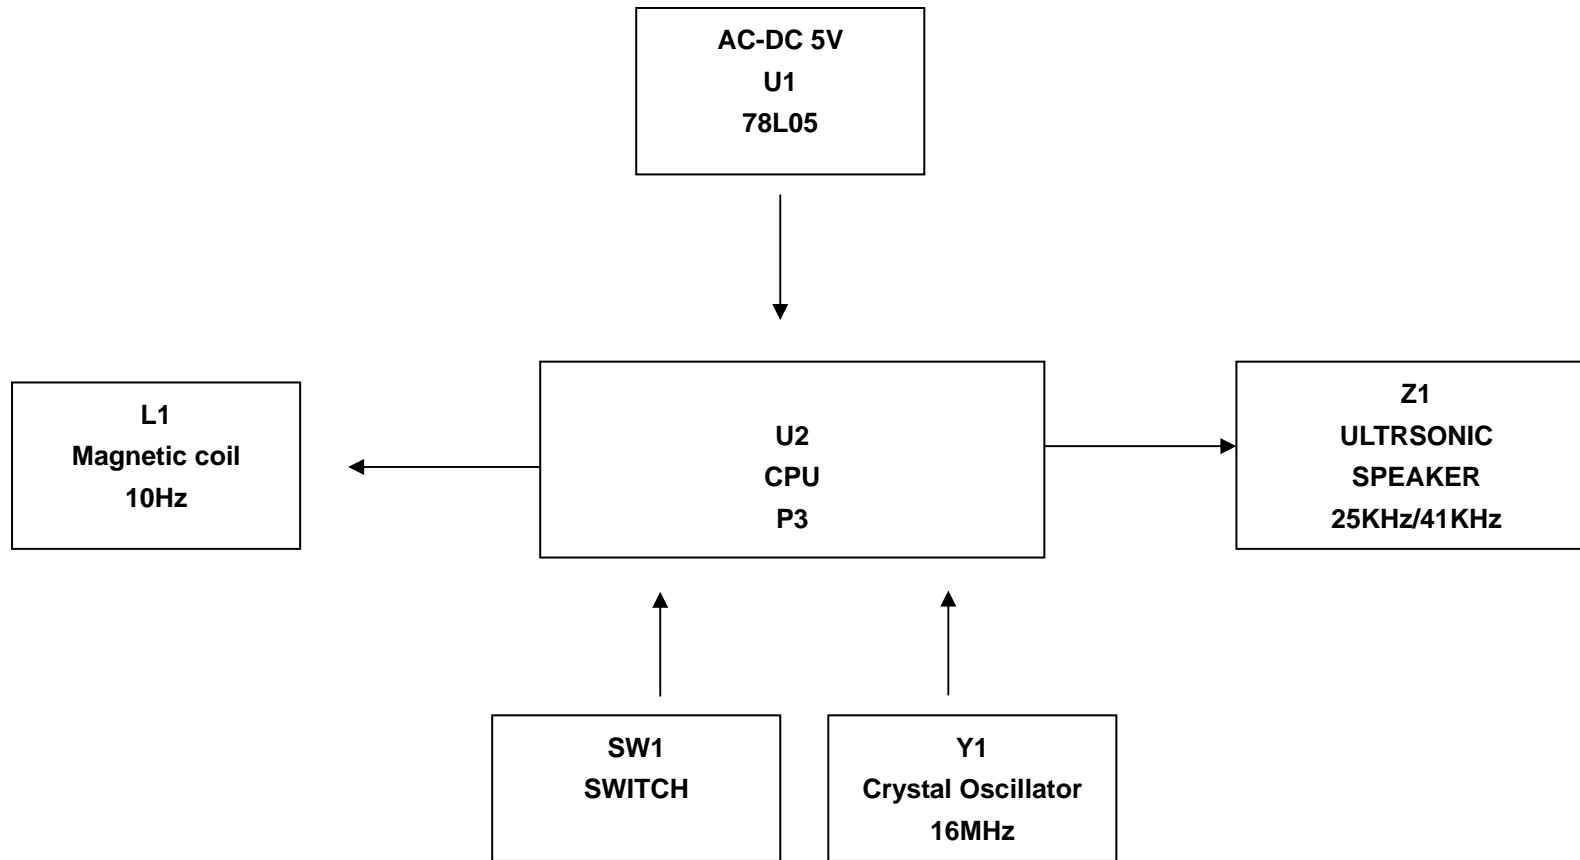 AC-DC 5V
U1
78L05
L1
Magnetic coil
10Hz
U2
CPU
P3
Z1
ULTRSONIC
SPEAKER
25KHz/41KHz
SW1
SWITCH
Y1
Crystal Oscillator
16MHz